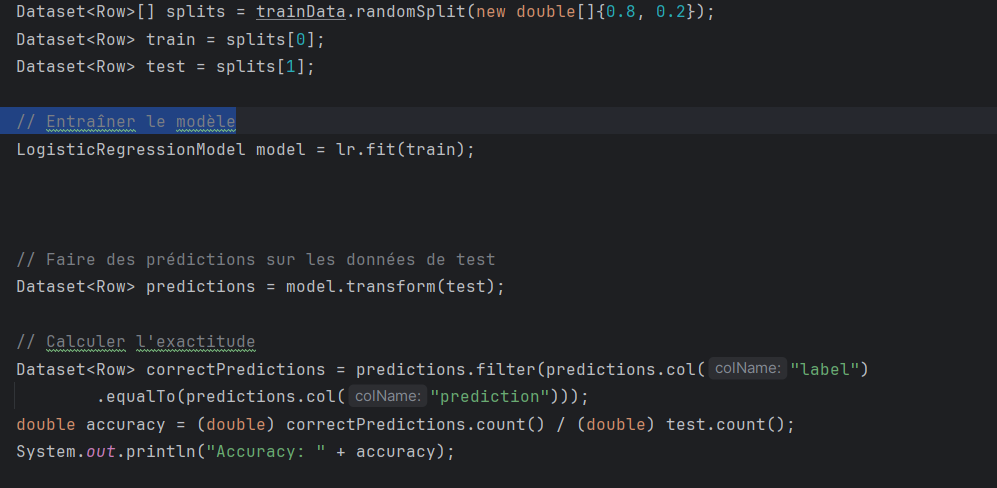 Dataset<Row>[] splits = trainData.randomSplit(new double[]{0.8, 0.2});
Dataset<Row> train = splits[0];
Dataset<Row> test = splits[1];
// Entraîner le modèle
LogisticRegressionModel model = lr.fit(train);
// Faire des prédictions sur les données de test
Dataset<Row> predictions = model.transform(test);
// Calculer l'exactitude
Dataset<Row> correctPredictions = predictions.filter(predictions.col( colName: "label")
.equalTo(predictions.col( colName: "prediction")));
double accuracy = (double) correctPredictions.count() / (double) test.count();
System.out.println("Accuracy: " + accuracy);